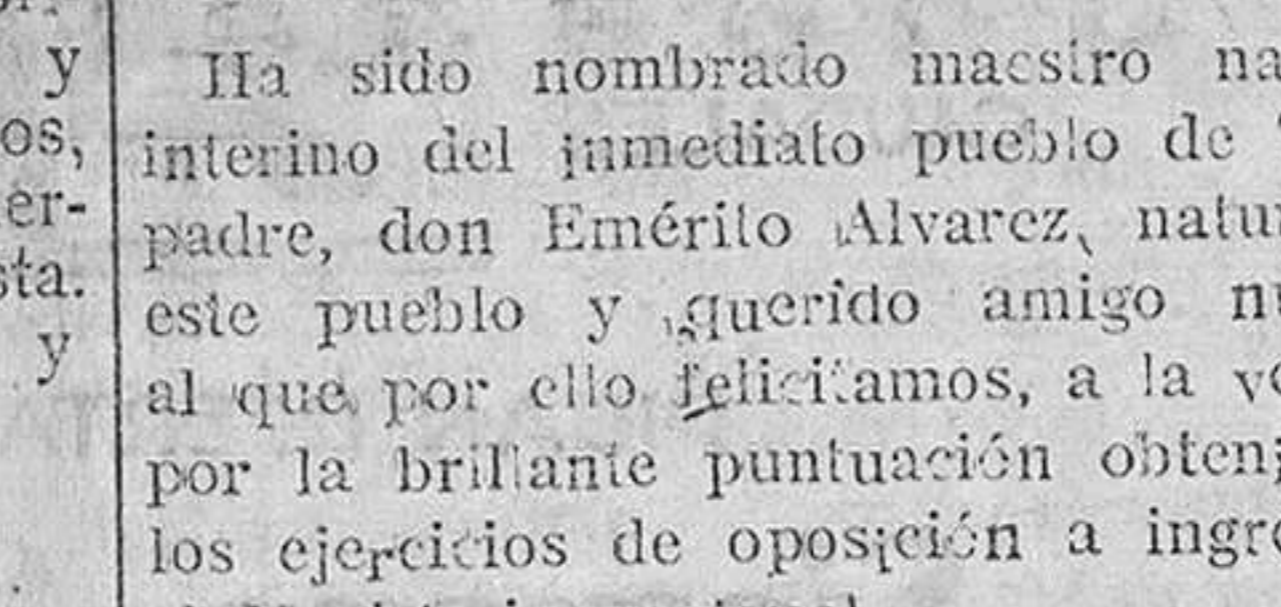 y
os,
er-
sta.
y
Ha sido nombrado maestro na
interino del inmediato pueblo de
padre, don Emérito Alvarez, natu
este pueblo y querido amigo n
al que por ello felicitamos, a la v
por la brillante puntuación obten
los ejercicios de oposición a ingre